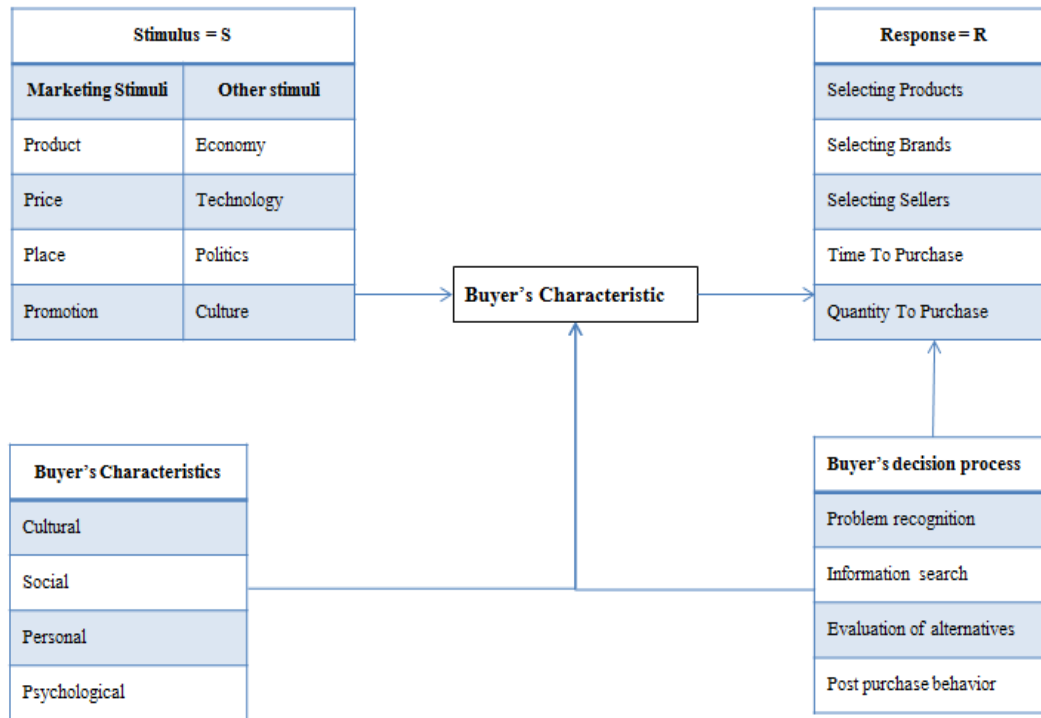 Stimulus = S
Marketing Stimuli Other stimuli
Product Economy
Price Technology
Place Politics
Promotion Culture
Buyer's Characteristic
Response = R
Selecting Products
Selecting Brands
Selecting Sellers
Time To Purchase
Quantity To Purchase
Buyer's Characteristics
Cultural
Social
Personal
Psychological
Buyer's decision process
Problem recognition
Information search
Evaluation of alternatives
Post purchase behavior